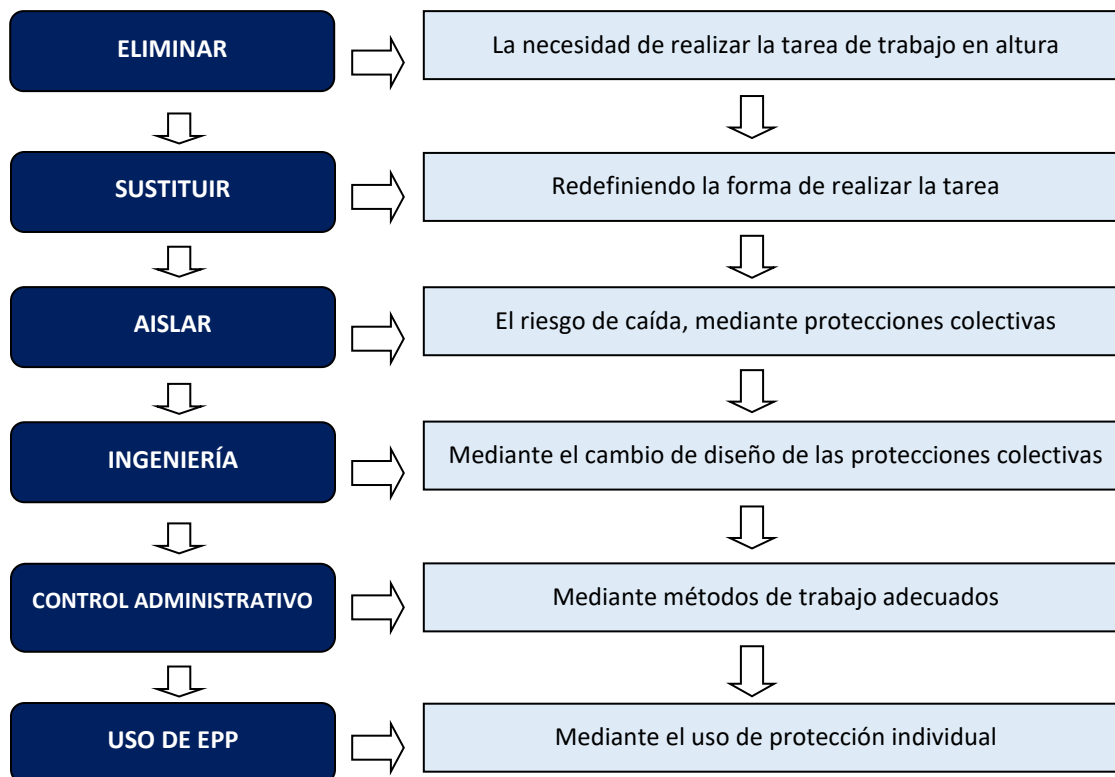 ELIMINAR
La necesidad de realizar la tarea de trabajo en altura
SUSTITUIR
Redefiniendo la forma de realizar la tarea
AISLAR
El riesgo de caída, mediante protecciones colectivas
INGENIERÍA
Mediante el cambio de diseño de las protecciones colectivas
CONTROL ADMINISTRATIVO
Mediante métodos de trabajo adecuados
USO DE EPP
Mediante el uso de protección individual